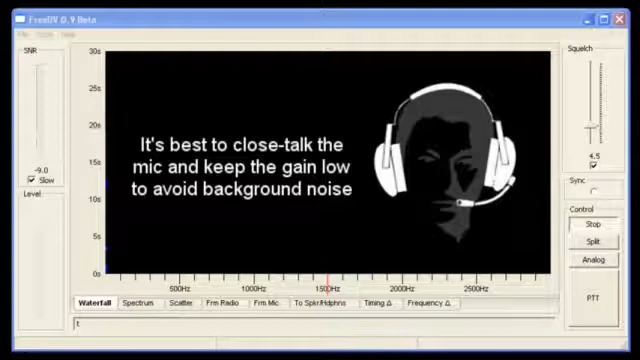 FreeDV 0.9 Beta
File Tools Help
SNR
-9.0
Slow
Level
30s
25s
20s
15s
10s
5s
0s
It's best to close-talk the
mic and keep the gain low
to avoid background noise
500Hz 1000Hz 1500Hz 2000Hz 2500Hz
Waterfall Spectrum Scatter Frm Radio Frm Mic To Spkr/Hdphns Timing Δ Frequency Δ
t
Squelch
4.5
Sync
Control
Stop
Split
Analog
PTT